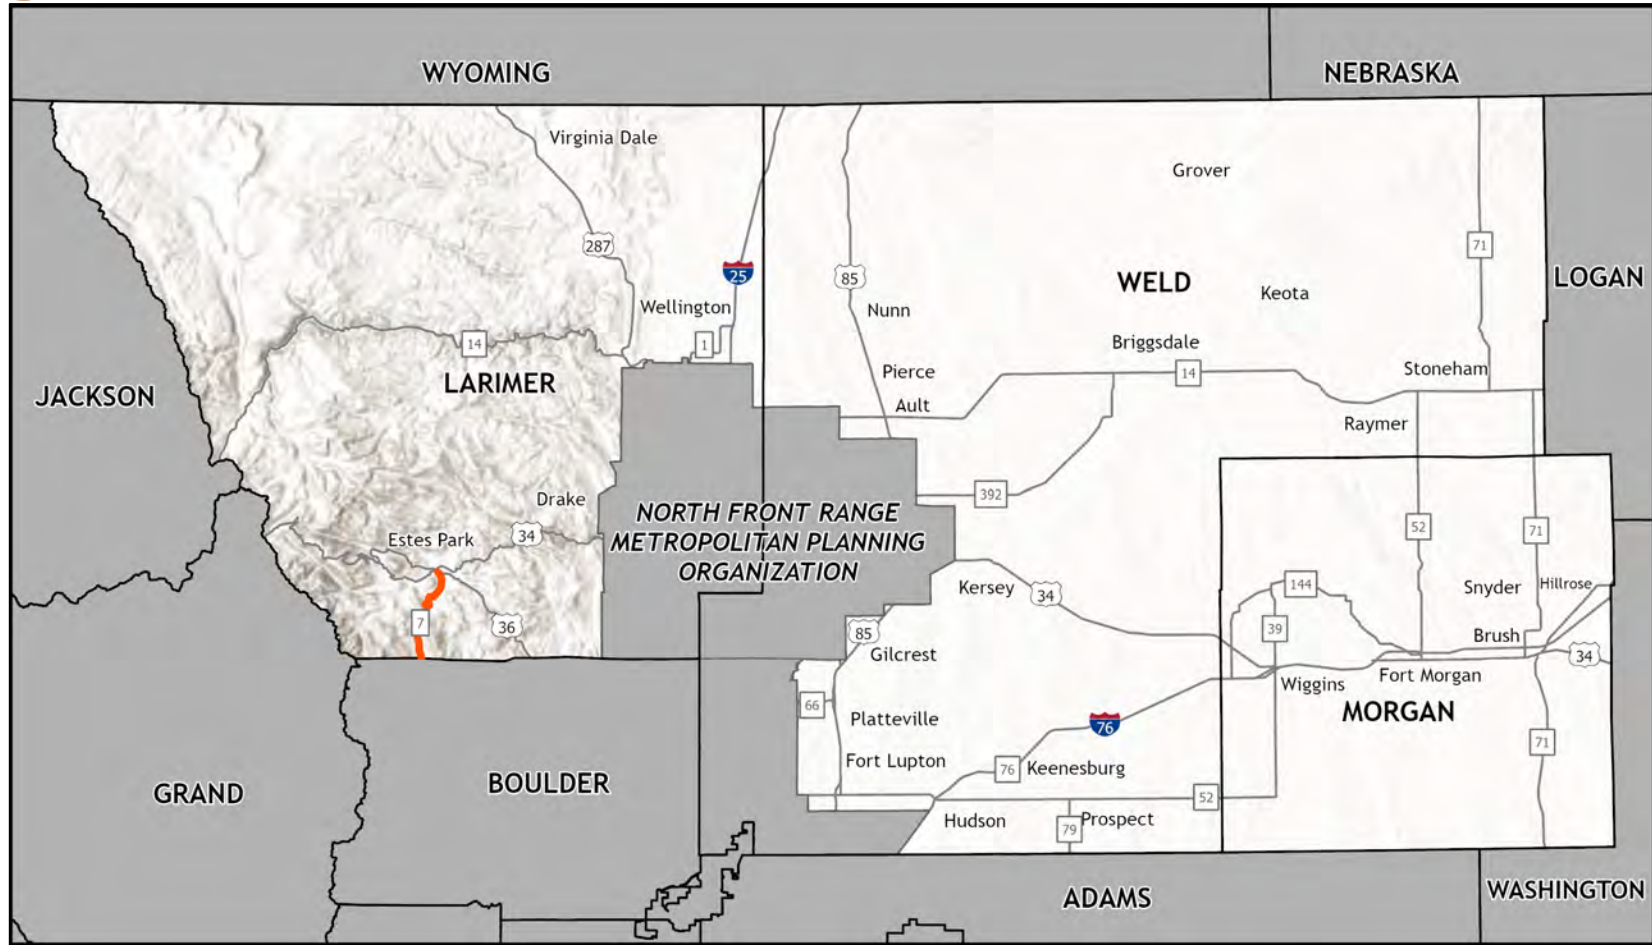 WYOMING
NEBRASKA
Virginia Dale
Grover
287
25
85
71
WELD
LOGAN
Keota
Wellington
Nunn
1
14
Briggsdale
LARIMER
Pierce
14
Stoneham
JACKSON
Ault
Raymer
Drake
392
NORTH FRONT RANGE
METROPOLITAN PLANNING
ORGANIZATION
52
71
Estes Park
34
Kersey
34
144
Snyder
Hillrose
7
36
85
39
Brush
Gilcrest
34
Wiggins
Fort Morgan
66
Platteville
76
MORGAN
71
Fort Lupton
76
Keenesburg
BOULDER
GRAND
52
Hudson
79
Prospect
ADAMS
WASHINGTON